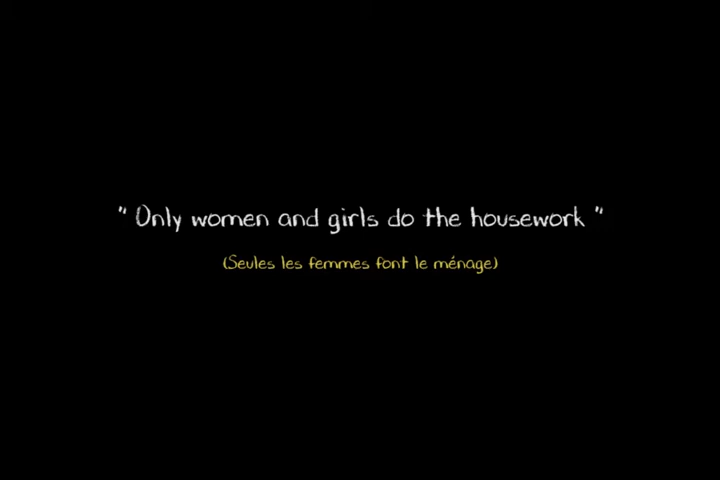 " Only women and girls do the housework "
(Seules les femmes font le ménage)